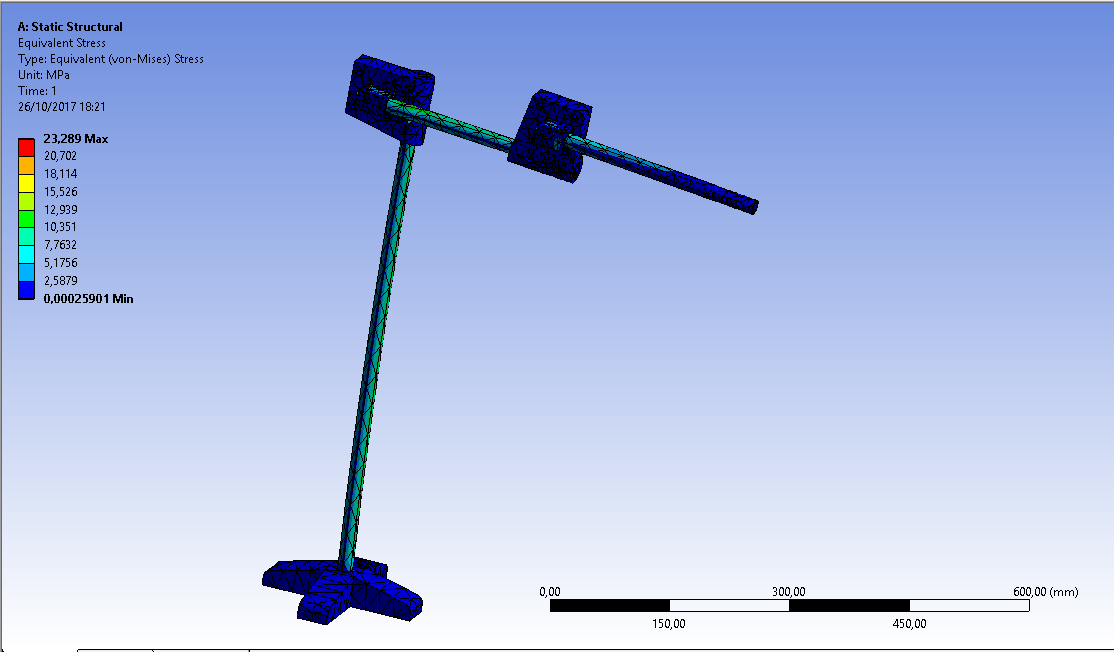 A: Static Structural
Equivalent Stress
Type: Equivalent (von-Mises) Stress
Unit: MPa
Time: 1
26/10/2017 18:21
23,289 Max
20,702
18,114
15,526
12,939
10,351
7,7632
5,1756
2,5879
0,00025901 Min
0,00 300,00 600,00 (mm)
150,00 450,00